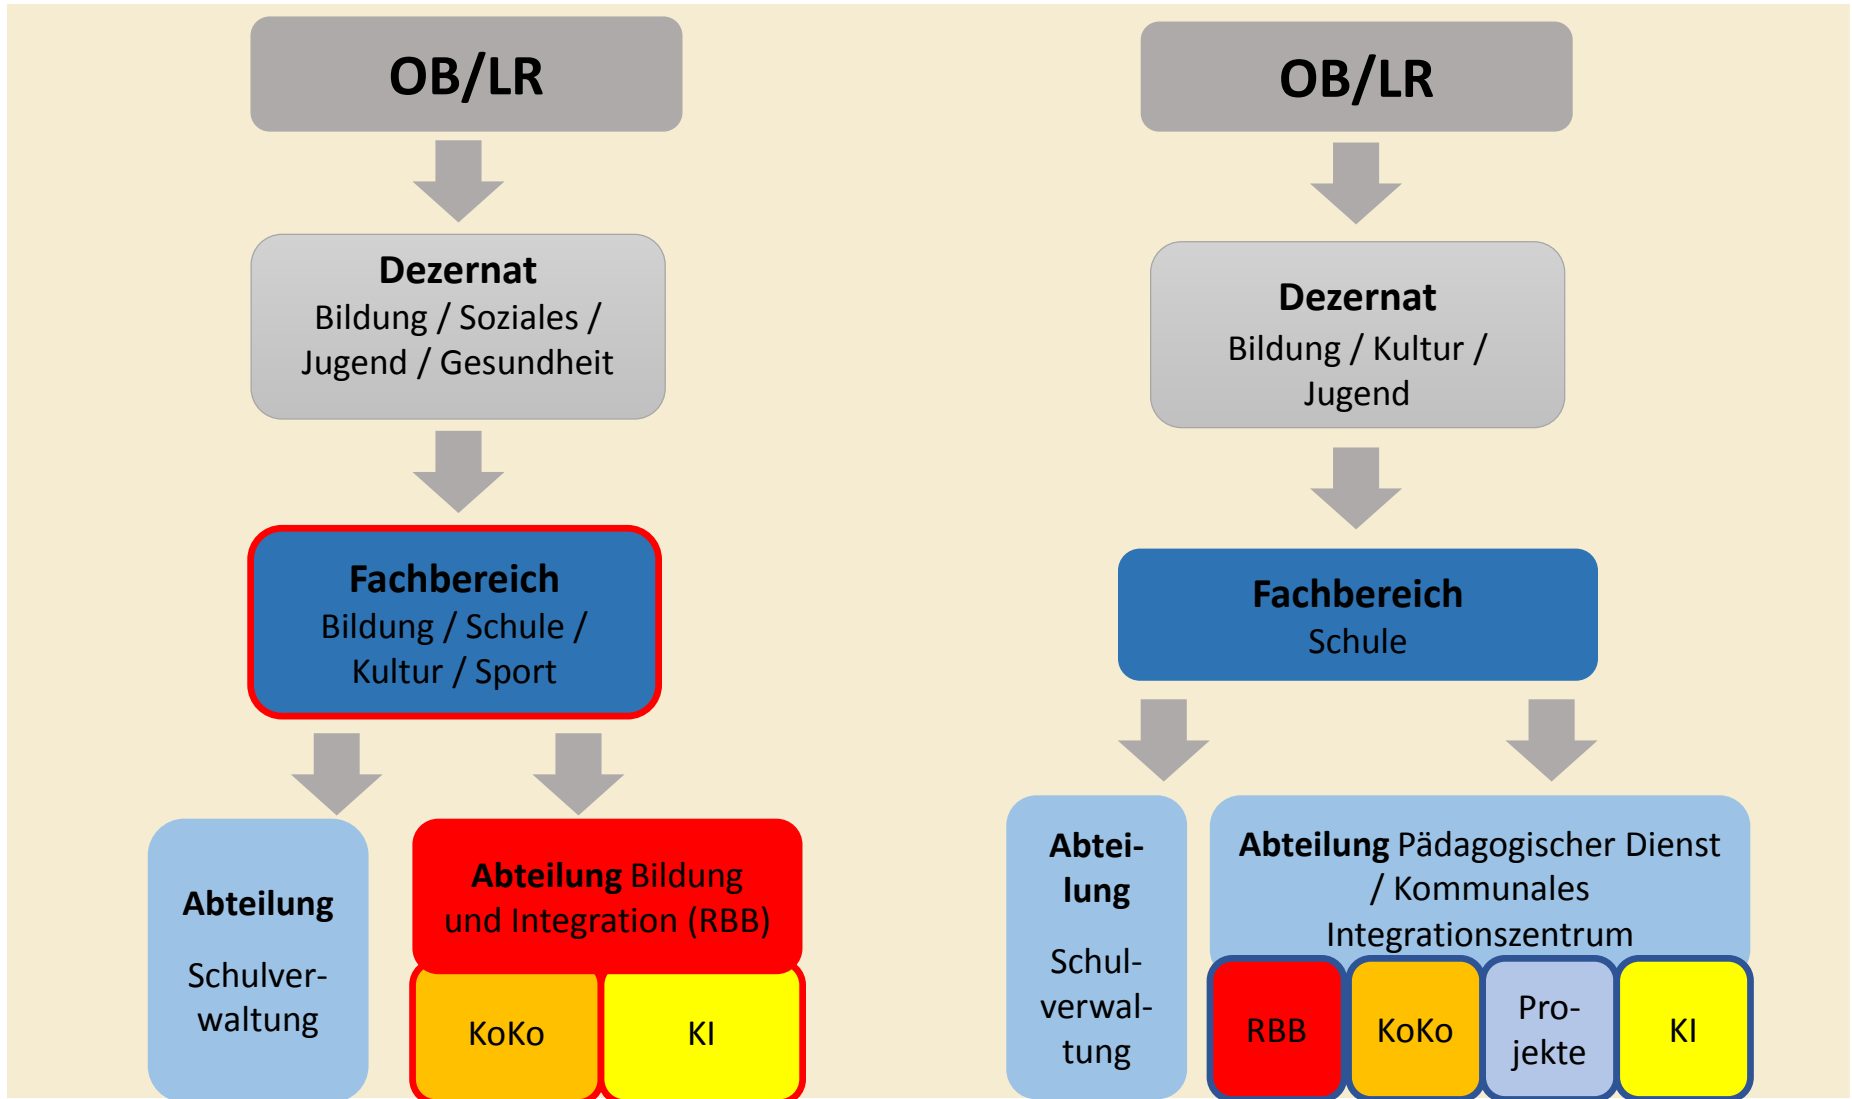 OB/LR
Dezernat
Bildung / Soziales /
Jugend / Gesundheit
Fachbereich
Bildung / Schule /
Kultur / Sport
Abteilung
Schulver-
waltung
Abteilung Bildung
und Integration (RBB)
KoKo
KI
OB/LR
Dezernat
Bildung / Kultur /
Jugend
Fachbereich
Schule
Abtei-
lung
Schul-
verwal-
tung
Abteilung Pädagogischer Dienst
/ Kommunales
Integrationszentrum
RBB
KoKo
Pro-
jekte
KI